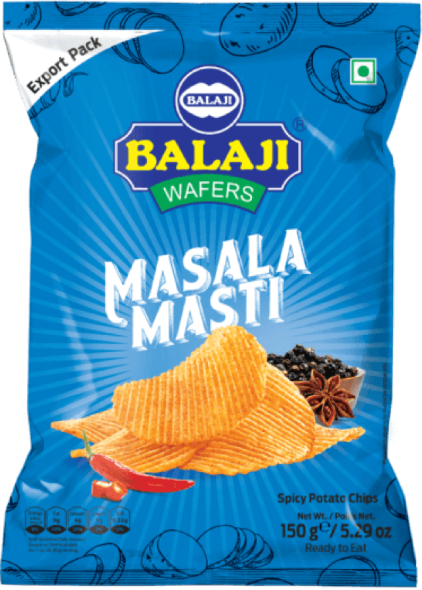 Export Pack
BALAJI
BALAJI
®
WAFERS
MASALA
MASTI
Spicy Potato Chips
Net Wt. / Poids Net.
150 g℮/ 5.29 oz
Ready to Eat